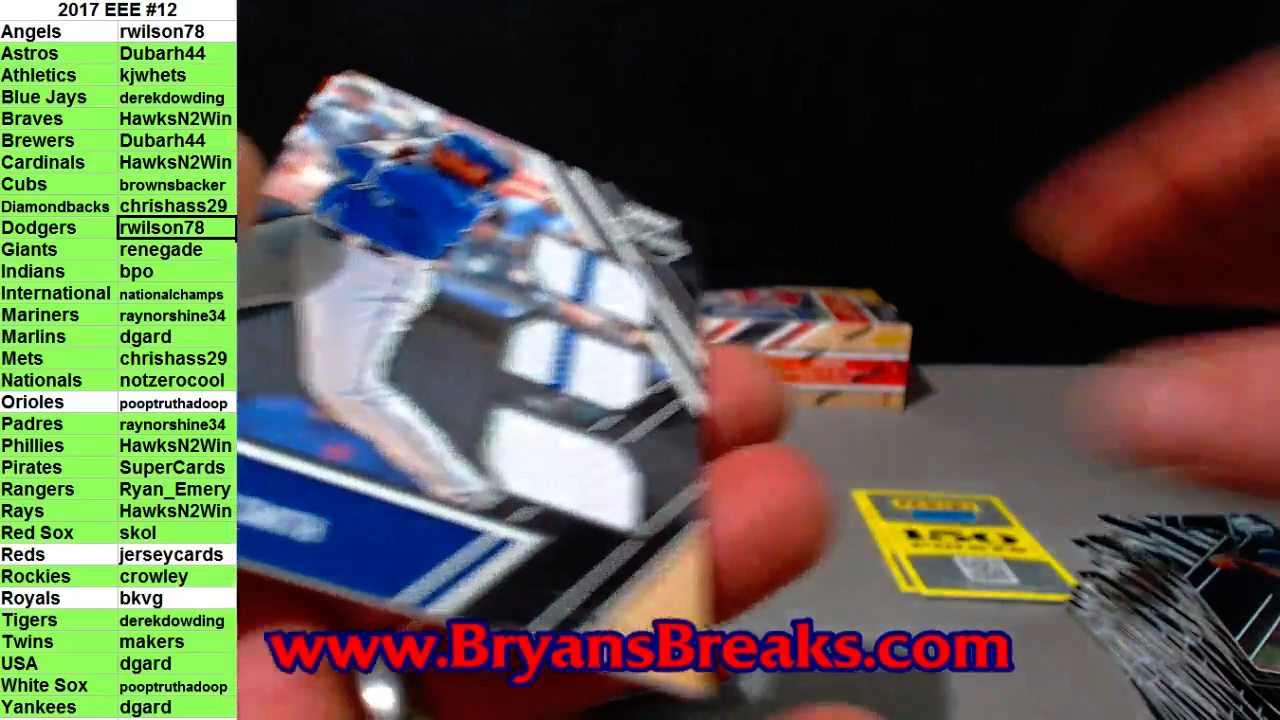 2017 EEE #12
Angels rwilson78
Astros Dubarh44
Athletics kjwhets
Blue Jays derekdowding
Braves HawksN2Win
Brewers Dubarh44
Cardinals HawksN2Win
Cubs brownsbacker
Diamondbacks chrishass29
Dodgers rwilson78
Giants renegade
Indians bpo
International nationalchamps
Mariners raynorshine34
Marlins dgard
Mets chrishass29
Nationals notzerocool
Orioles pooptruthadoop
Padres raynorshine34
Phillies HawksN2Win
Pirates SuperCards
Rangers Ryan_Emery
Rays HawksN2Win
Red Sox skol
Reds jerseycards
Rockies crowley
Royals bkvg
Tigers derekdowding
Twins makers
USA dgard
White Sox pooptruthadoop
Yankees dgard
150
www.BryansBreaks.com